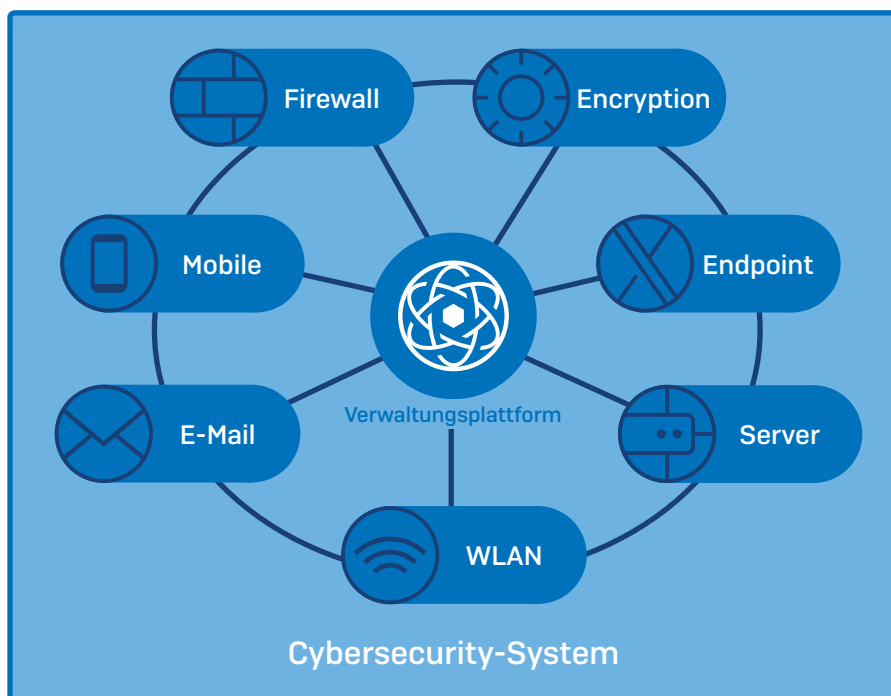 Firewall
Encryption
Mobile
Endpoint
Verwaltungsplattform
E-Mail
Server
WLAN
Cybersecurity-System